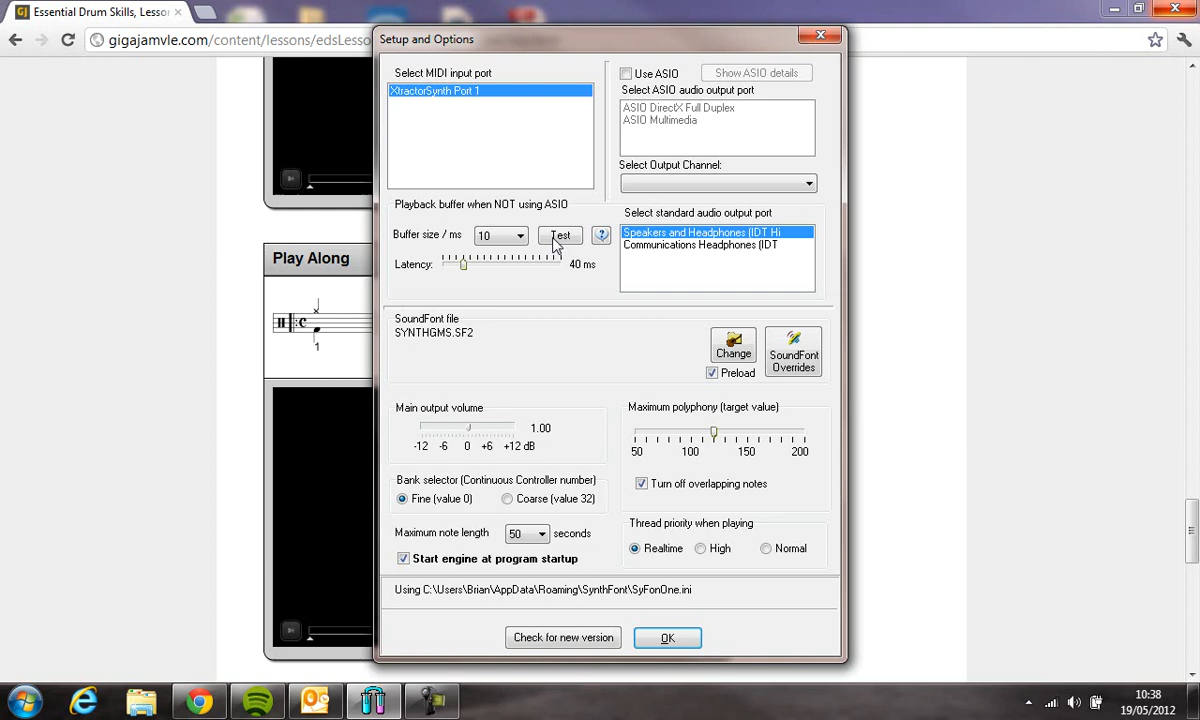 Essential Drum Skills, Lesso
gigajamvle.com/content/lessons/edsLesso
Setup and Options
Select MIDI input port
XtractorSynth Port 1
Use ASIO
Show ASIO details
Select ASIO audio output port
ASIO DirectX Full Duplex
ASIO Multimedia
Select Output Channel:
Playback buffer when NOT using ASIO
Buffer size / ms
10
Test
Latency:
40 ms
Select standard audio output port
Speakers and Headphones (IDT Hi
Communications Headphones (IDT
Play Along
1
SoundFont file
SYNTHGMS.SF2
Change
Preload
SoundFont
Overrides
Main output volume
1.00
-12 -6 0 +6 +12 dB
Maximum polyphony (target value)
50 100 150 200
Bank selector (Continuous Controller number)
Fine (value 0)
Coarse (value 32)
Turn off overlapping notes
Maximum note length
50
seconds
Start engine at program startup
Thread priority when playing
Realtime
High
Normal
Using C:\Users\Brian\AppData\Roaming\SynthFont\SyFonOne.ini
Check for new version
OK
10:38
19/05/2012